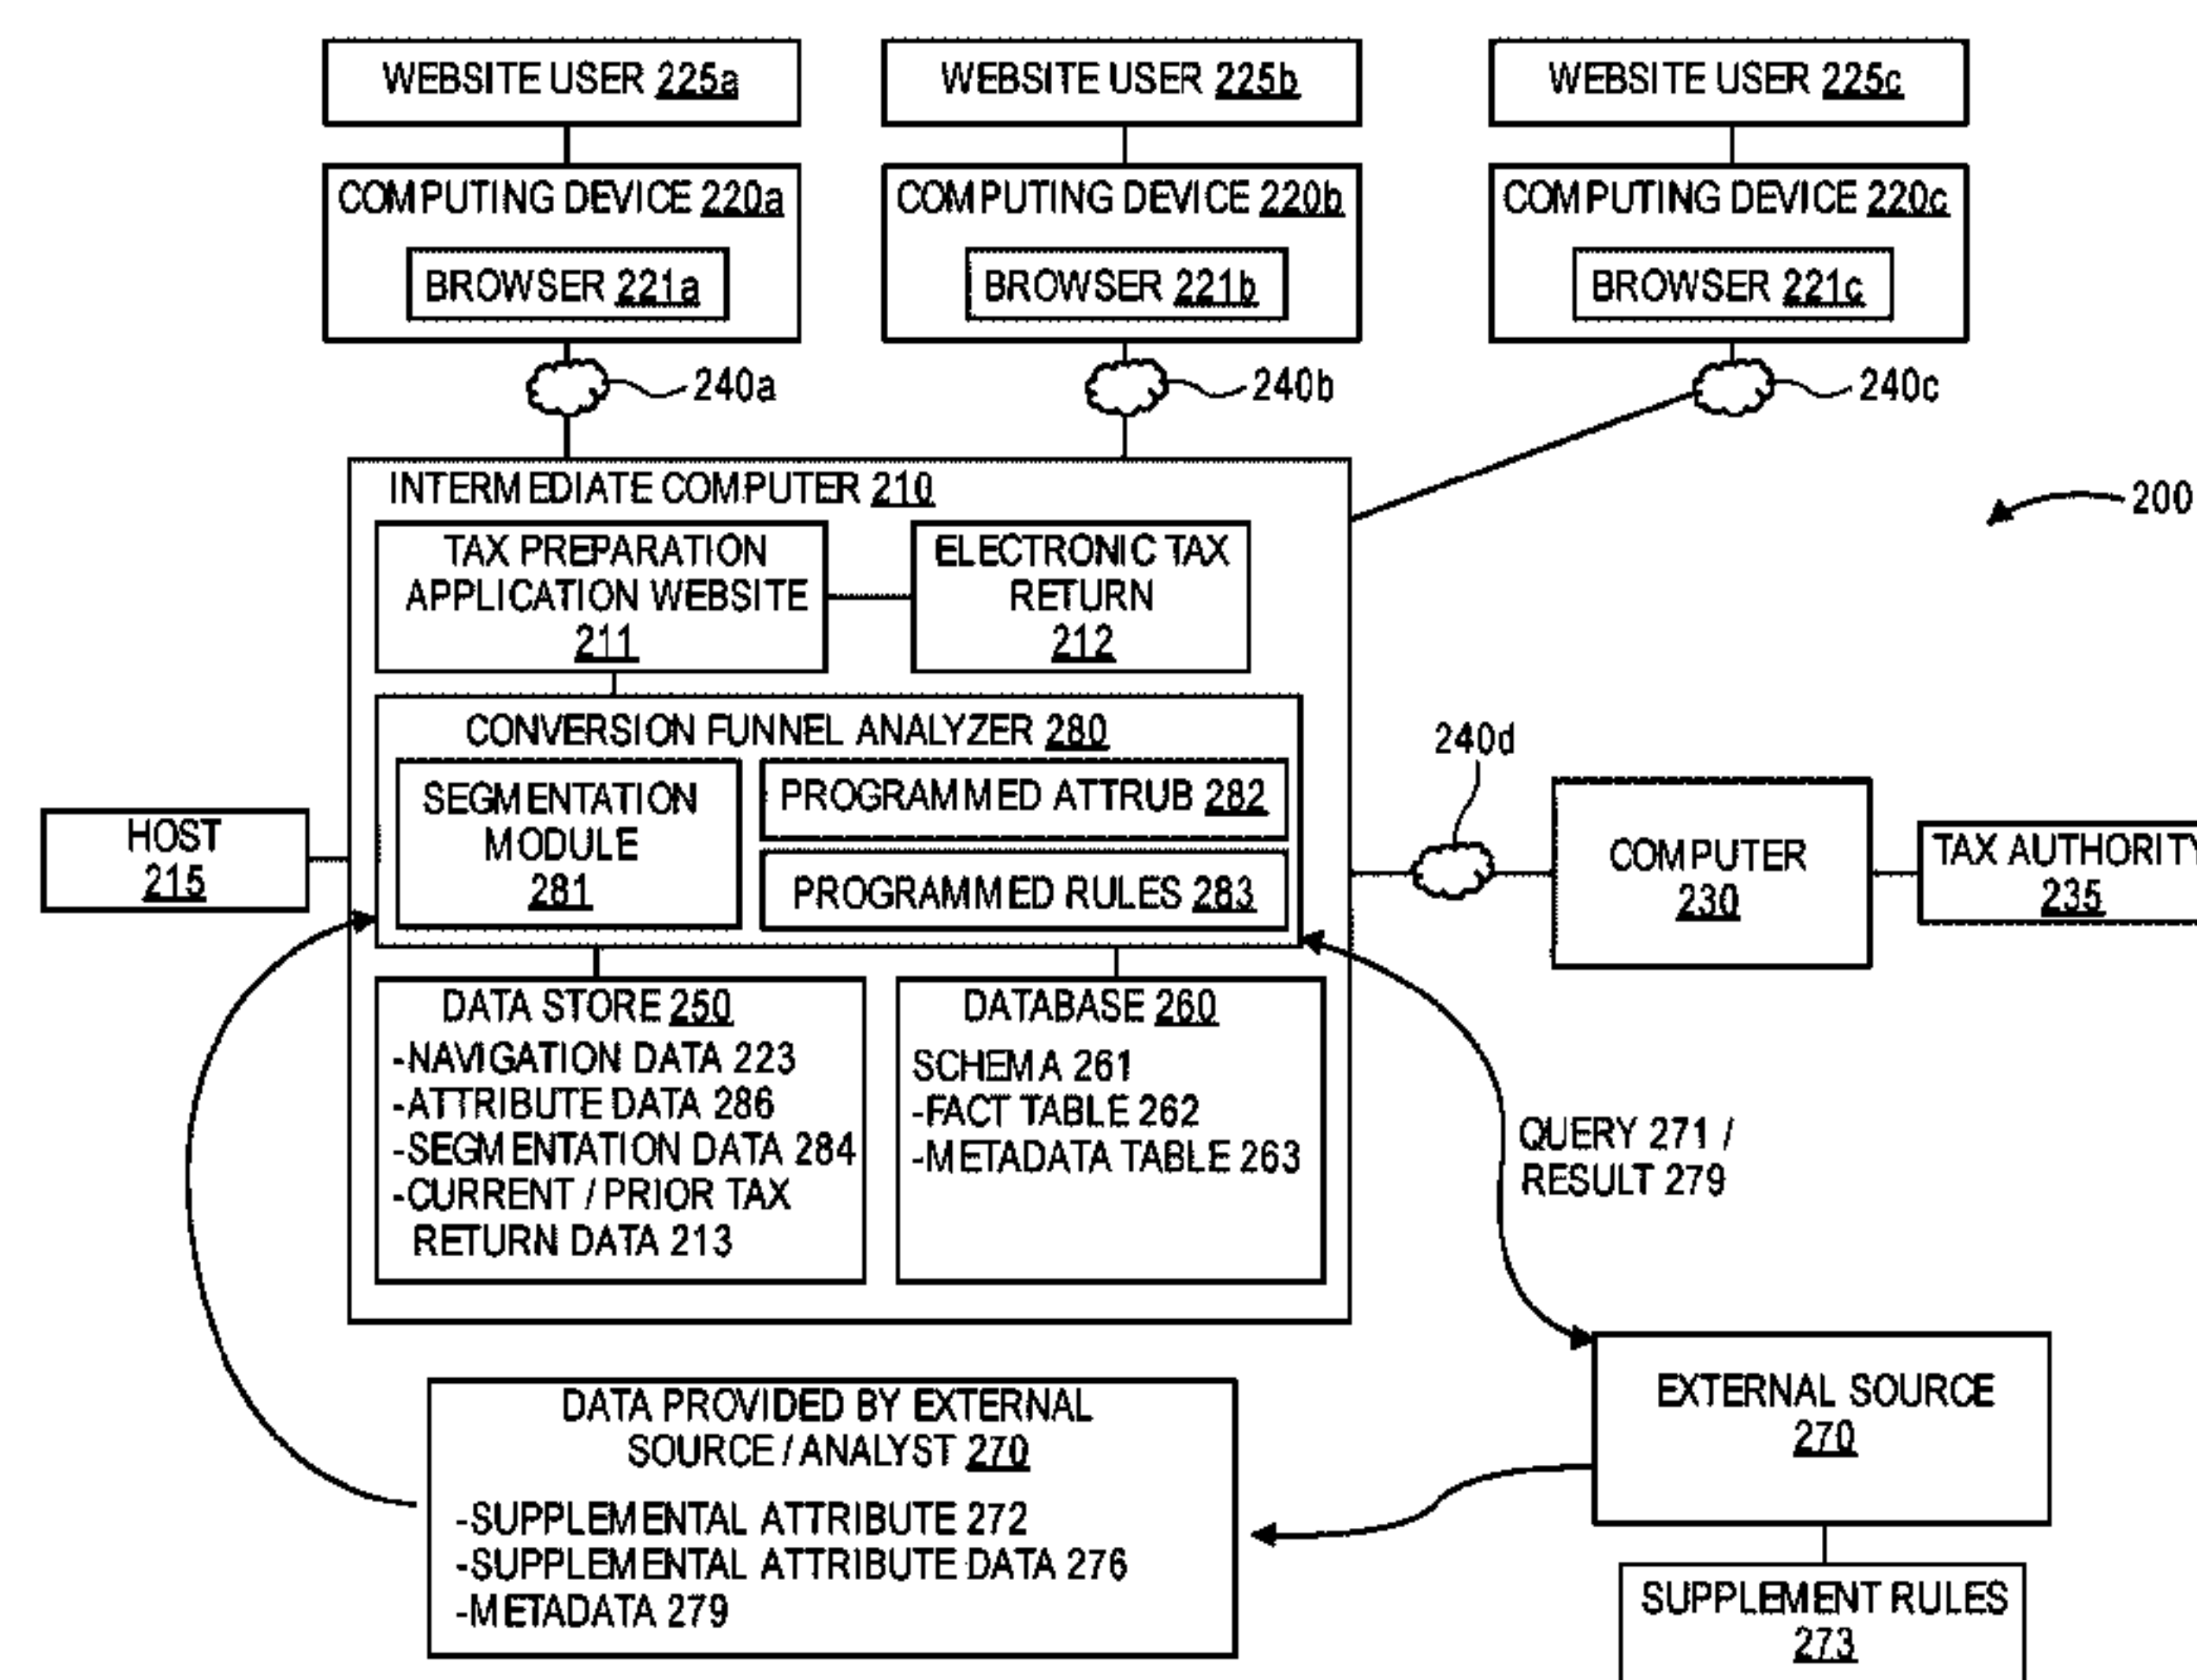 WEBSITE USER 225a
WEBSITE USER 225b
WEBSITE USER 225c
COMPUTING DEVICE 220a
COMPUTING DEVICE 220b
COMPUTING DEVICE 220c
BROWSER 221a
BROWSER 221b
BROWSER 221c
240a
240b
240c
INTERMEDIATE COMPUTER 210
200
TAX PREPARATION
APPLICATION WEBSITE
211
ELECTRONIC TAX
RETURN
212
CONVERSION FUNNEL ANALYZER 280
SEGMENTATION
MODULE
281
PROGRAMMED ATTRUB 282
PROGRAMMED RULES 283
HOST
215
240d
COMPUTER
230
TAX AUTHORITY
235
DATA STORE 250
-NAVIGATION DATA 223
-ATTRIBUTE DATA 286
-SEGMENTATION DATA 284
-CURRENT / PRIOR TAX
RETURN DATA 213
DATABASE 260
SCHEMA 261
-FACT TABLE 262
-METADATA TABLE 263
QUERY 271 /
RESULT 279
DATA PROVIDED BY EXTERNAL
SOURCE / ANALYST 270
-SUPPLEMENTAL ATTRIBUTE 272
-SUPPLEMENTAL ATTRIBUTE DATA 276
-METADATA 279
EXTERNAL SOURCE
270
SUPPLEMENT RULES
273